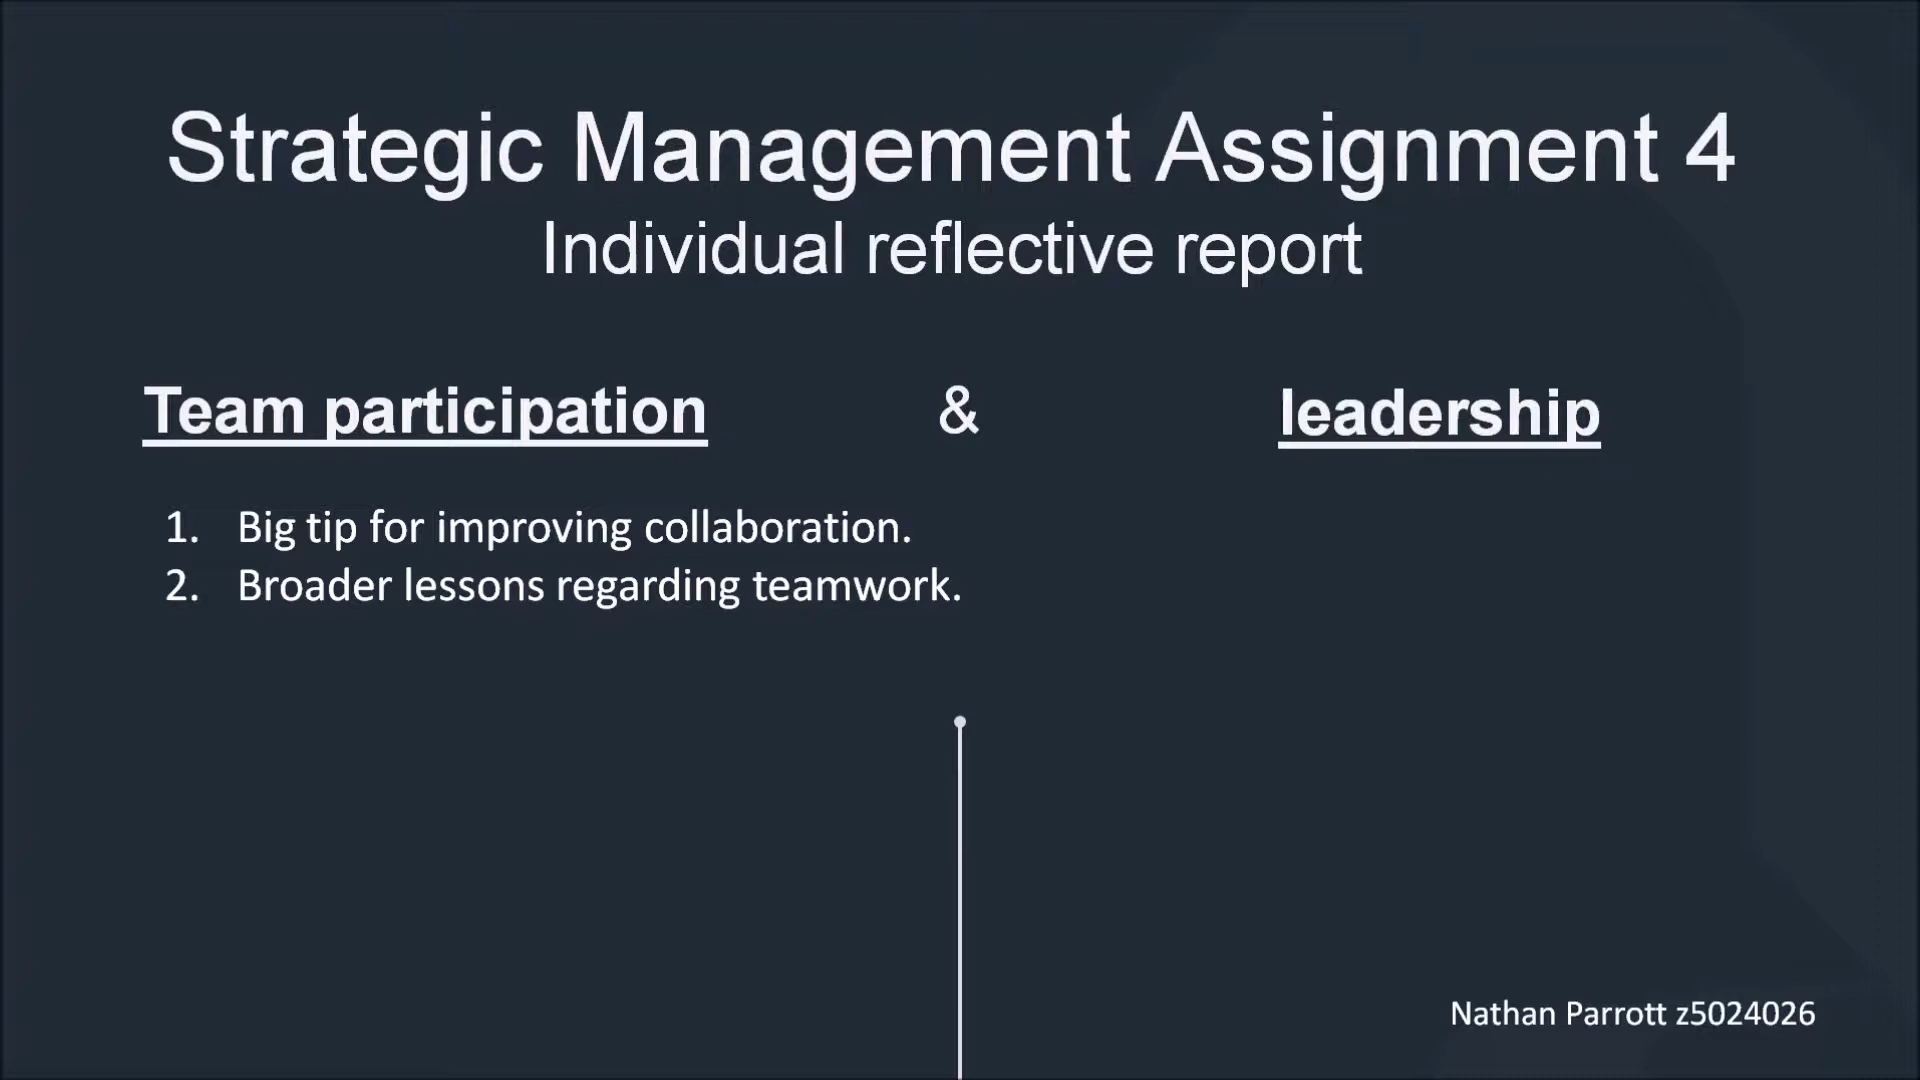 Strategic Management Assignment 4
Individual reflective report
Team participation & leadership
1. Big tip for improving collaboration.
2. Broader lessons regarding teamwork.
Nathan Parrott z5024026